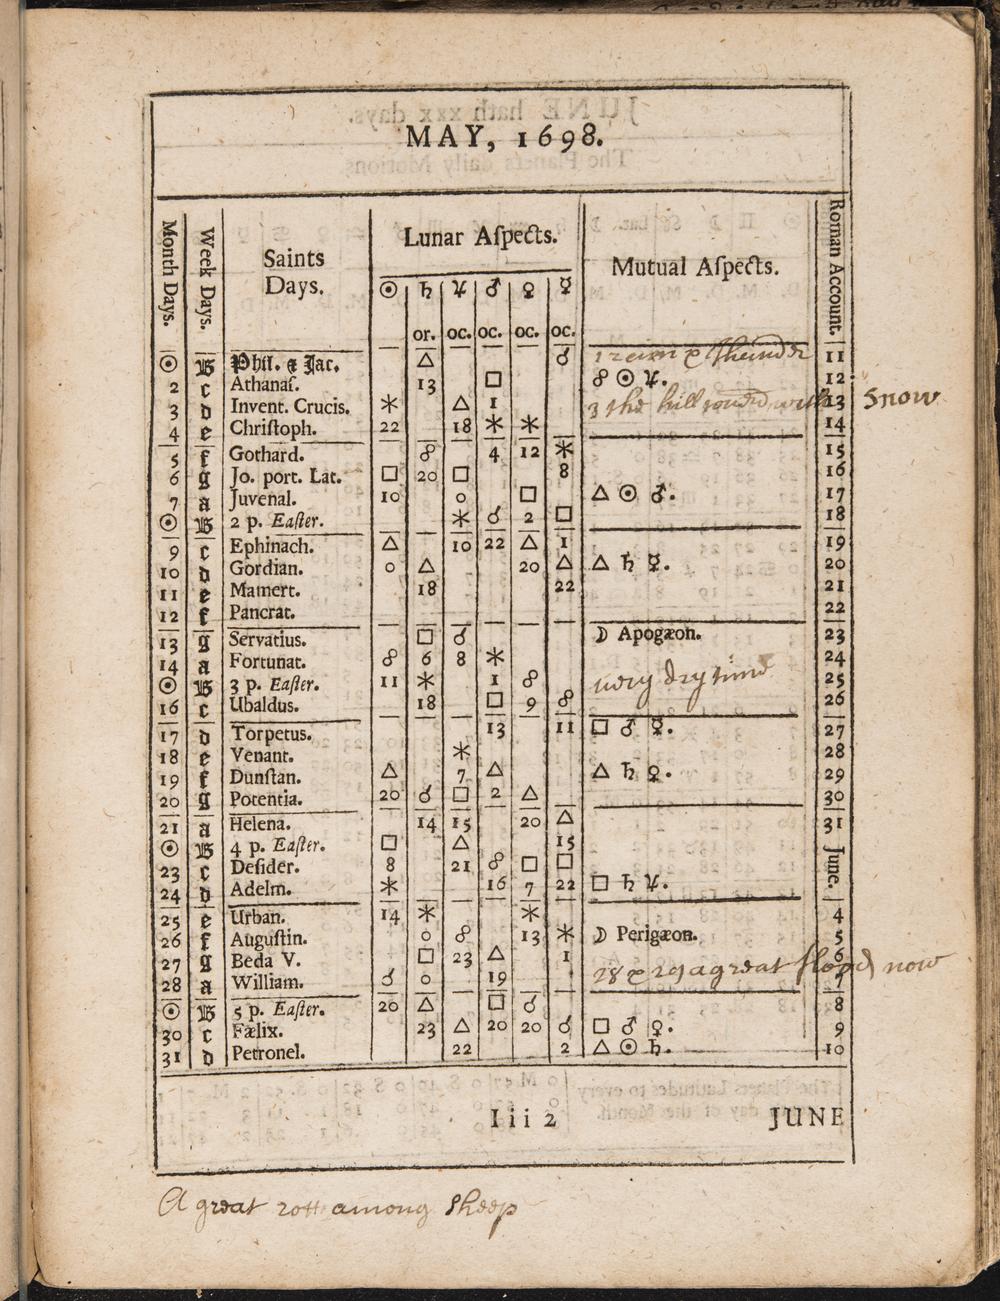 MAY, 1698.
Month Days. Week Days. Saints Days. Lunar Aſpects. Mutual Aſpects. Roman Account.
☉ ♄ ♃ ♂ ♀ ☿
or. oc. oc. oc. oc.
☉ B Phil. & Jac. △ ☌ 1 raine & thunder 11
2 c Athanaſ. 13 □ ☍ ☉ ♃. 12
3 d Invent. Crucis. ⚹ △ 1 3 the hill couerd with snow 13
4 e Chriſtoph. 22 18 ⚹ ⚹ 14
5 f Gothard. ☍ 4 12 ⚹ 15
6 g Jo. port. Lat. □ 20 □ 8 16
7 a Juvenal. 10 0 □ △ ☉ ♂. 17
☉ B 2 p. Eaſter. ⚹ ☌ 2 □ 18
9 c Ephinach. △ 10 22 △ 1 19
10 d Gordian. 0 △ 20 △ △ ♄ ☿. 20
11 e Mamert. 18 22 21
12 f Pancrat. 22
13 g Servatius. □ ☌ ☽ Apogæon. 23
14 a Fortunat. ☍ 6 8 ⚹ 24
☉ B 3 p. Eaſter. 11 ⚹ 1 ☍ very dry time 25
16 c Ubaldus. 18 □ 9 ☍ 26
17 d Torpetus. 13 11 □ ♂ ☿. 27
18 e Venant. ⚹ 28
19 f Dunſtan. △ 7 △ △ ♄ ♀. 29
20 g Potentia. 20 ☌ □ 2 △ 30
21 a Helena. 14 15 20 △ 31
☉ B 4 p. Eaſter. □ △ 15 June.
23 c Deſider. 8 21 ☍ □ □
24 d Adelm. ⚹ 16 7 22 □ ♄ ♃.
25 e Urban. 14 ⚹ ⚹ 4
26 f Auguſtin. 0 ☍ 13 ⚹ ☽ Perigæon. 5
27 g Beda V. □ 23 △ 1 6
28 a William. ☌ 0 19 28 & 29 a great flood now 7
☉ B 5 p. Eaſter. 20 △ □ ☌ 8
30 c Fælix. 23 △ 20 20 ☌ □ ♂ ♀. 9
31 d Petronel. 22 2 △ ☉ ♄. 10
Iii 2 JUNE
A great rott among sheep